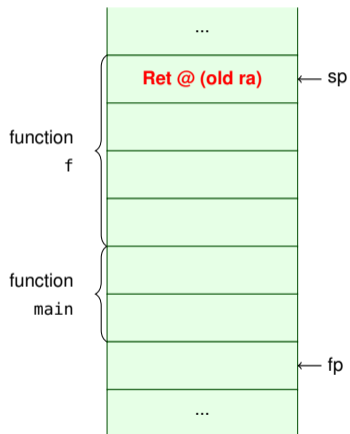 ...
Ret @ (old ra)
sp
function
f
function
main
fp
...